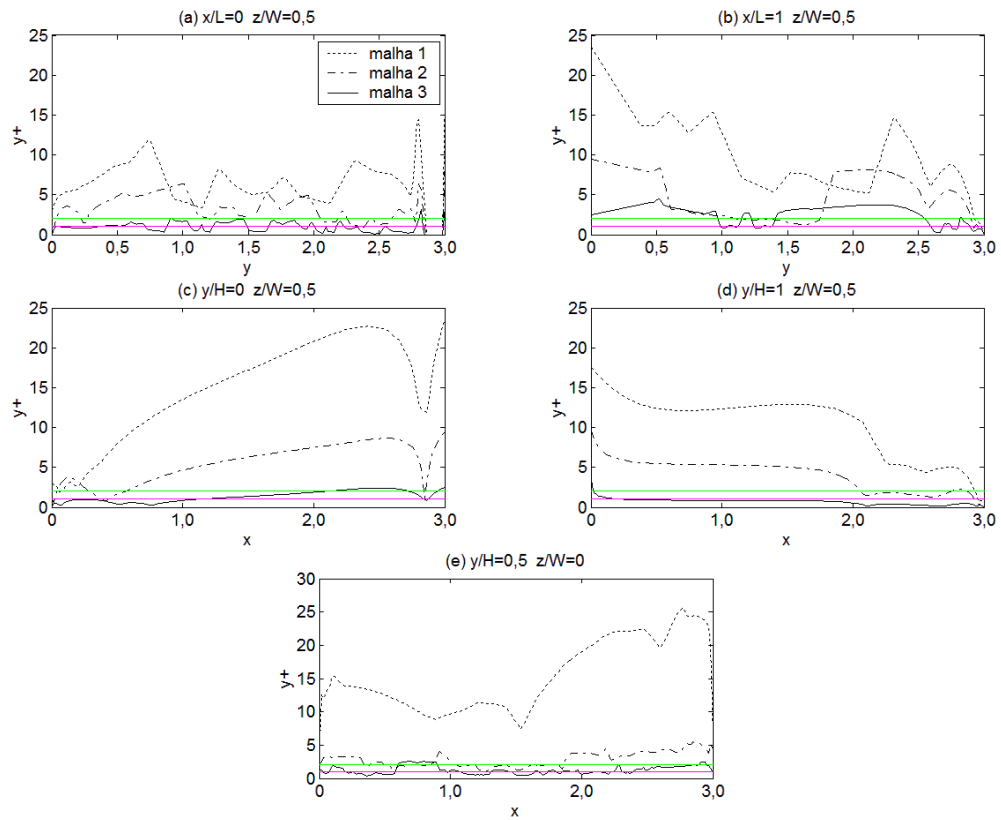 (a) x/L=0 z/W=0,5
25
20
15
10
5
0
y+
malha 1
malha 2
malha 3
0 0,5 1,0 1,5 2,0 2,5 3,0
y
(b) x/L=1 z/W=0,5
25
20
15
10
5
0
y+
0 0,5 1,0 1,5 2,0 2,5 3,0
y
(c) y/H=0 z/W=0,5
25
20
15
10
5
0
y+
0 1,0 2,0 3,0
x
(d) y/H=1 z/W=0,5
25
20
15
10
5
0
y+
0 1,0 2,0 3,0
x
(e) y/H=0,5 z/W=0
30
25
20
15
10
5
0
y+
0 1,0 2,0 3,0
x